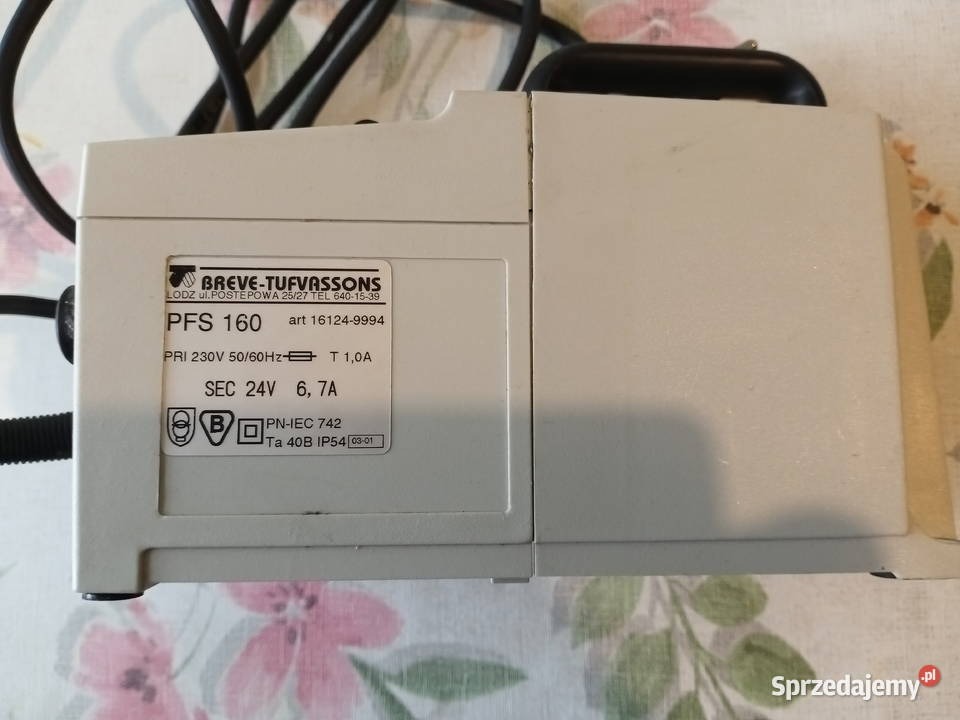 BREVE-TUFVASSONS
LODZ ul.POSTEPOWA 25/27 TEL 640-15-39
PFS 160 art 16124-9994
PRI 230V 50/60Hz T 1,0A
SEC 24V 6,7A
B PN-IEC 742
Ta 40B IP54 03-01
Sprzedajemy.pl